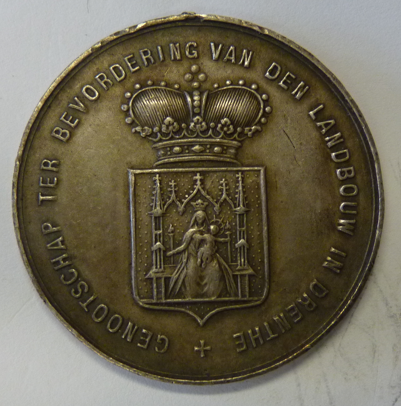 GENOOTSCHAP TER BEVORDERING VAN DEN LANDBOUW IN DRENTHE